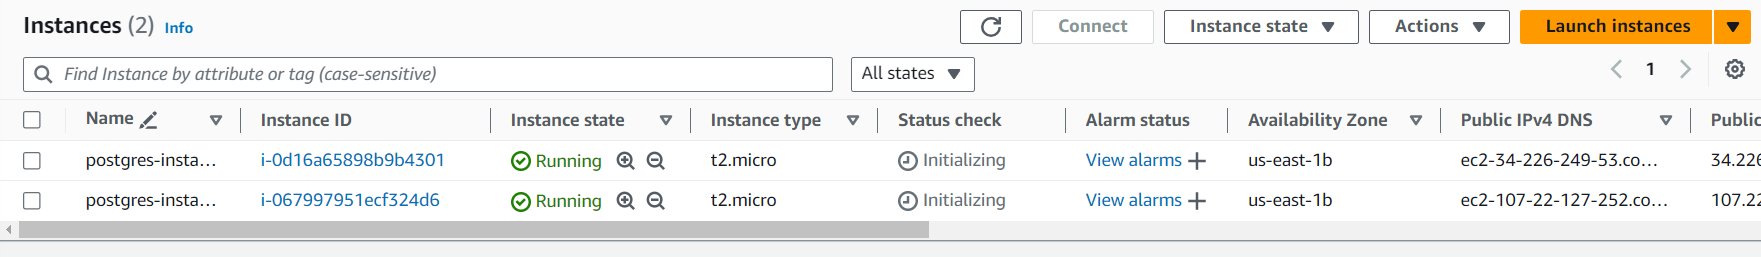 Instances (2) Info Connect Instance state Actions Launch instances
Find Instance by attribute or tag (case-sensitive) All states 1
Name Instance ID Instance state Instance type Status check Alarm status Availability Zone Public IPv4 DNS Public
postgres-insta... i-0d16a65898b9b4301 Running t2.micro Initializing View alarms us-east-1b ec2-34-226-249-53.co... 34.226
postgres-insta... i-067997951ecf324d6 Running t2.micro Initializing View alarms us-east-1b ec2-107-22-127-252.co... 107.22